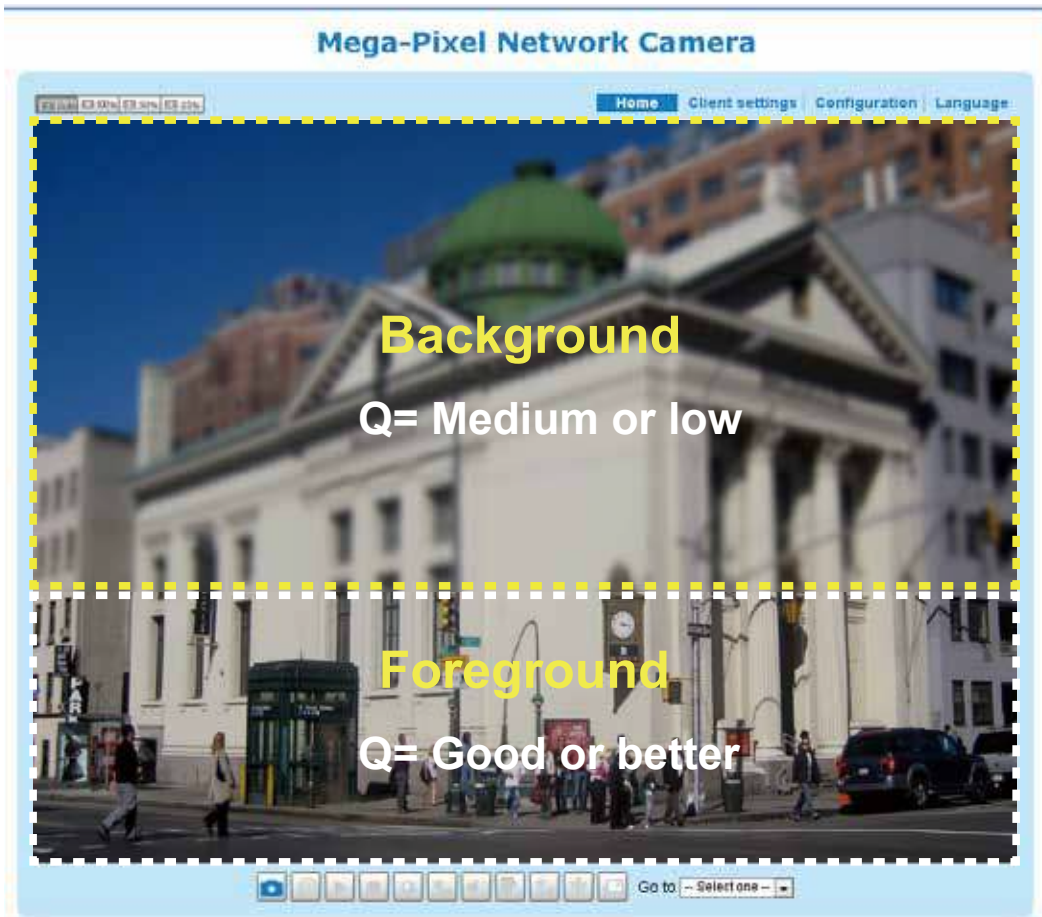 Mega-Pixel Network Camera
Home Client settings Configuration Language
Background
Q= Medium or low
PARK
Foreground
Q= Good or better
Go to -- Select one --